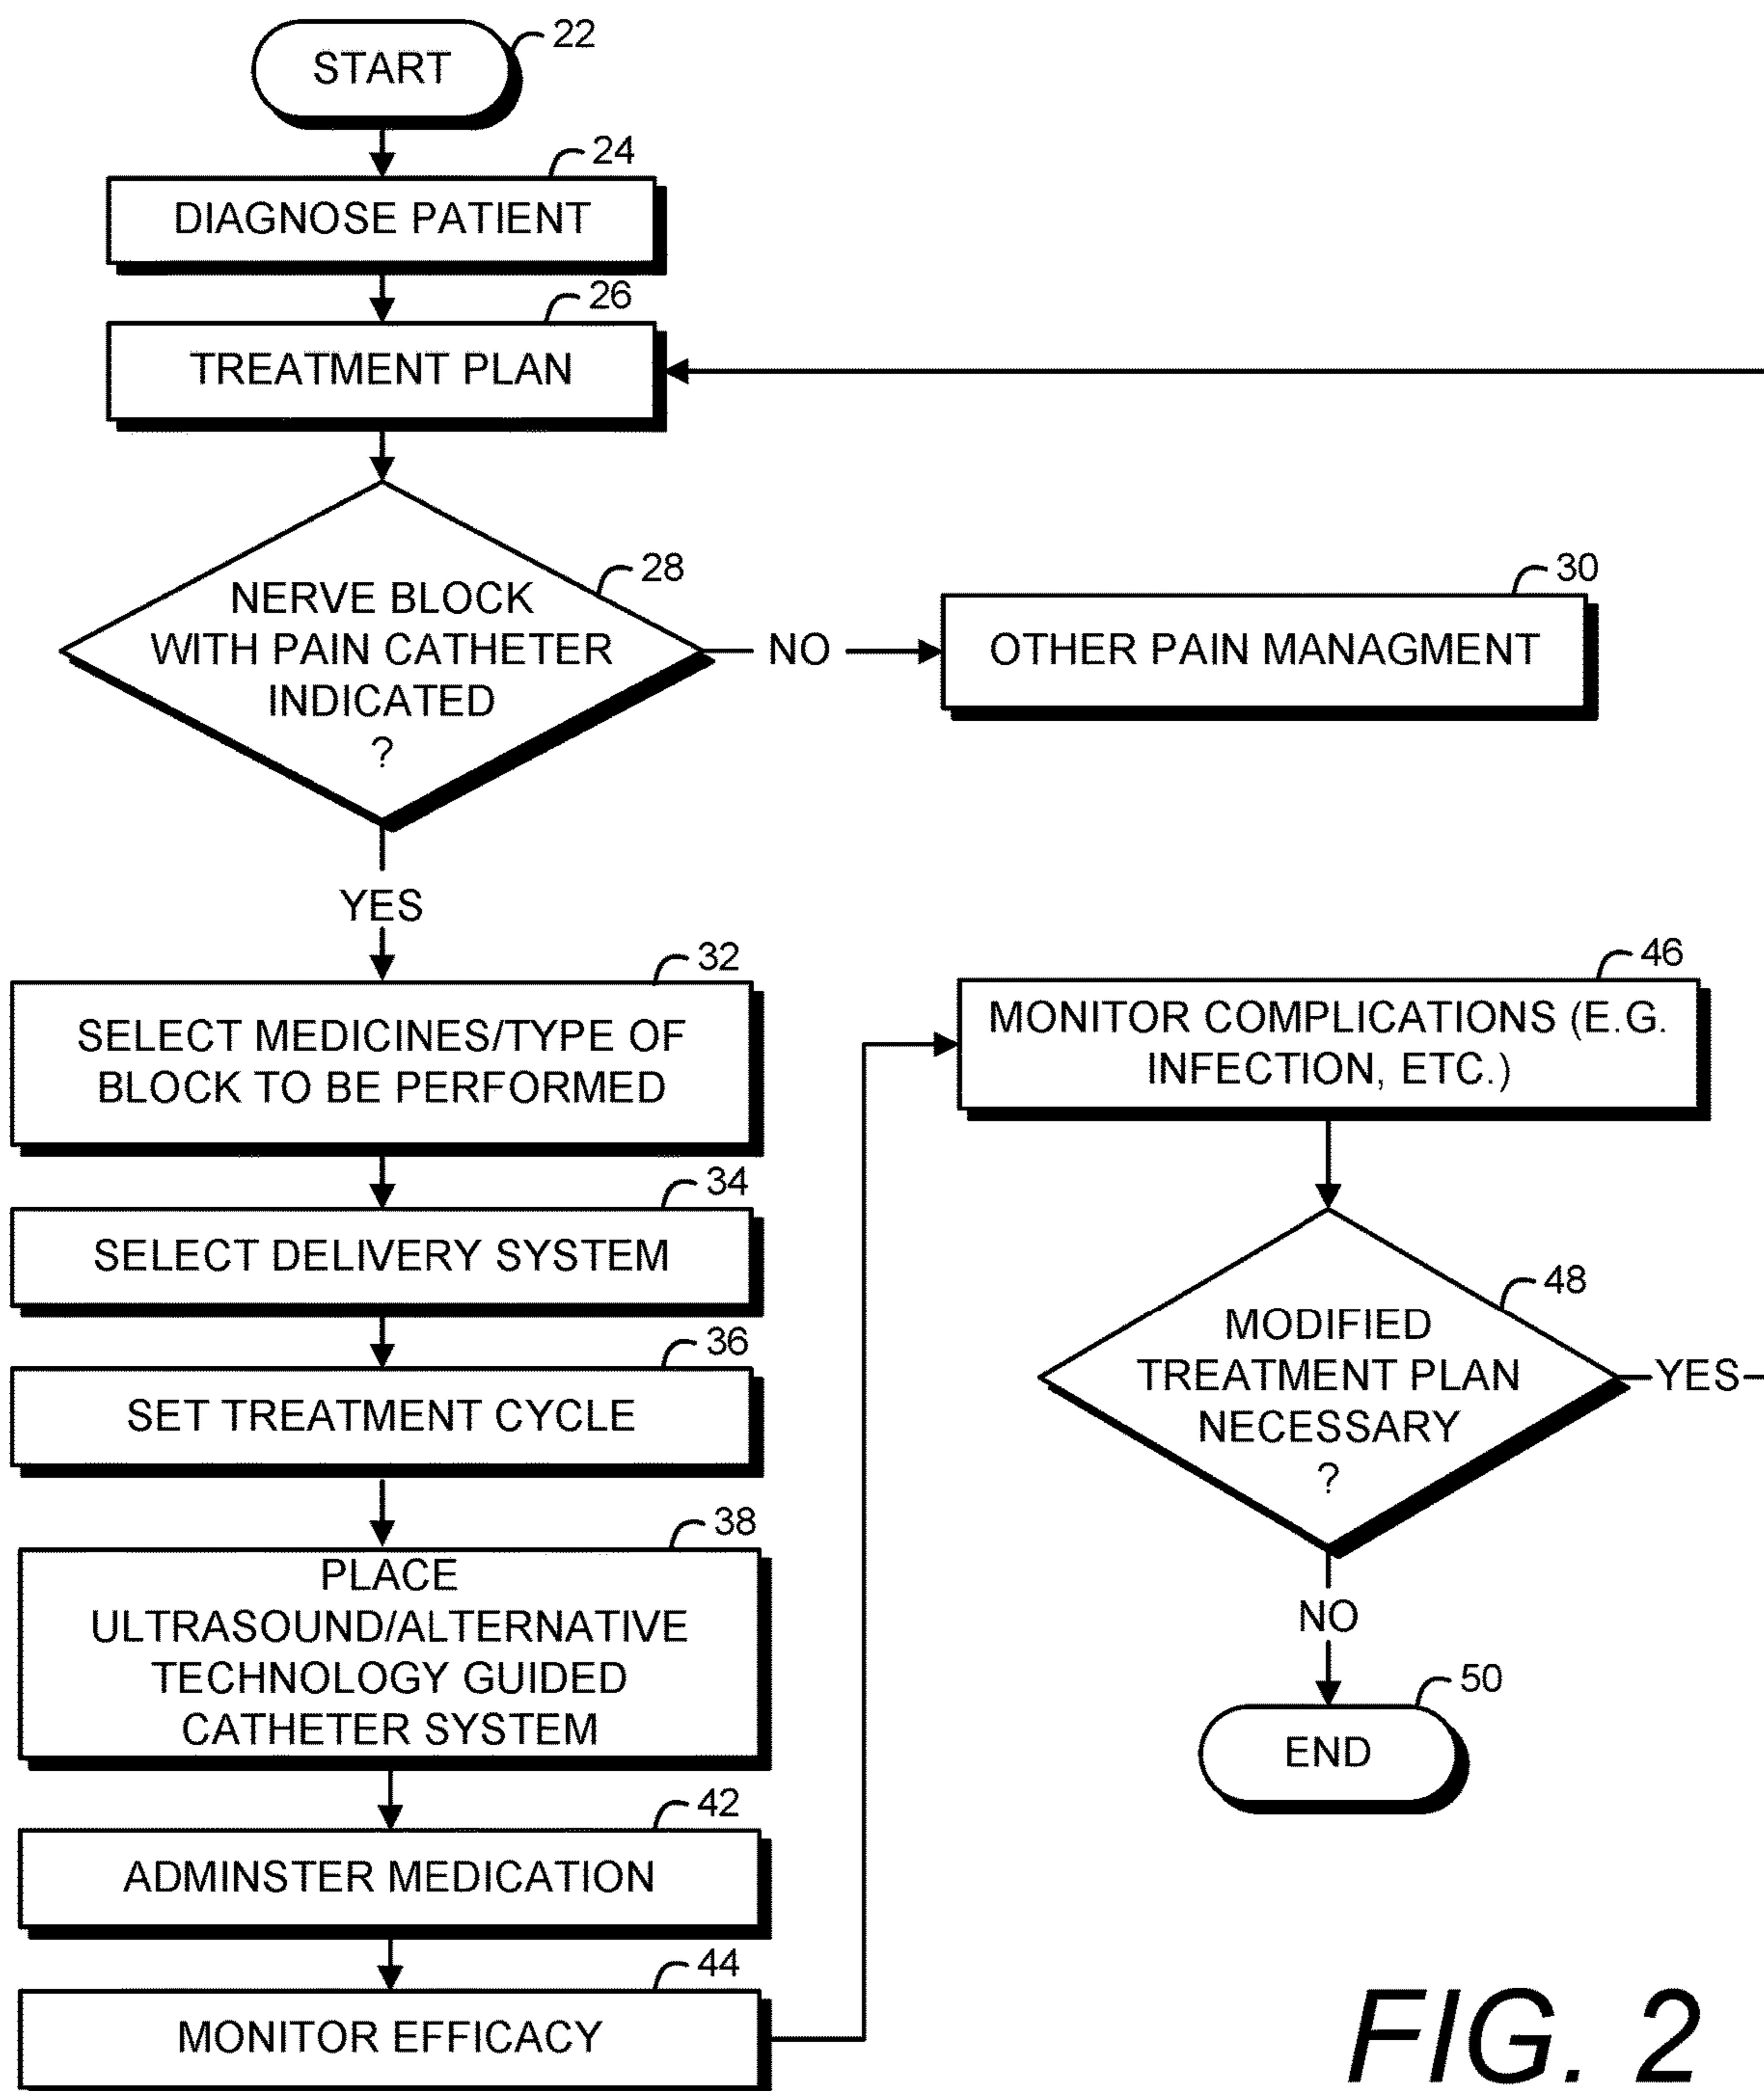 START
22
24
DIAGNOSE PATIENT
26
TREATMENT PLAN
28
NERVE BLOCK
WITH PAIN CATHETER
INDICATED
?
NO
30
OTHER PAIN MANAGMENT
YES
32
SELECT MEDICINES/TYPE OF
BLOCK TO BE PERFORMED
34
SELECT DELIVERY SYSTEM
36
SET TREATMENT CYCLE
38
PLACE
ULTRASOUND/ALTERNATIVE
TECHNOLOGY GUIDED
CATHETER SYSTEM
42
ADMINSTER MEDICATION
44
MONITOR EFFICACY
46
MONITOR COMPLICATIONS (E.G.
INFECTION, ETC.)
48
MODIFIED
TREATMENT PLAN
NECESSARY
?
YES
NO
50
END
FIG. 2